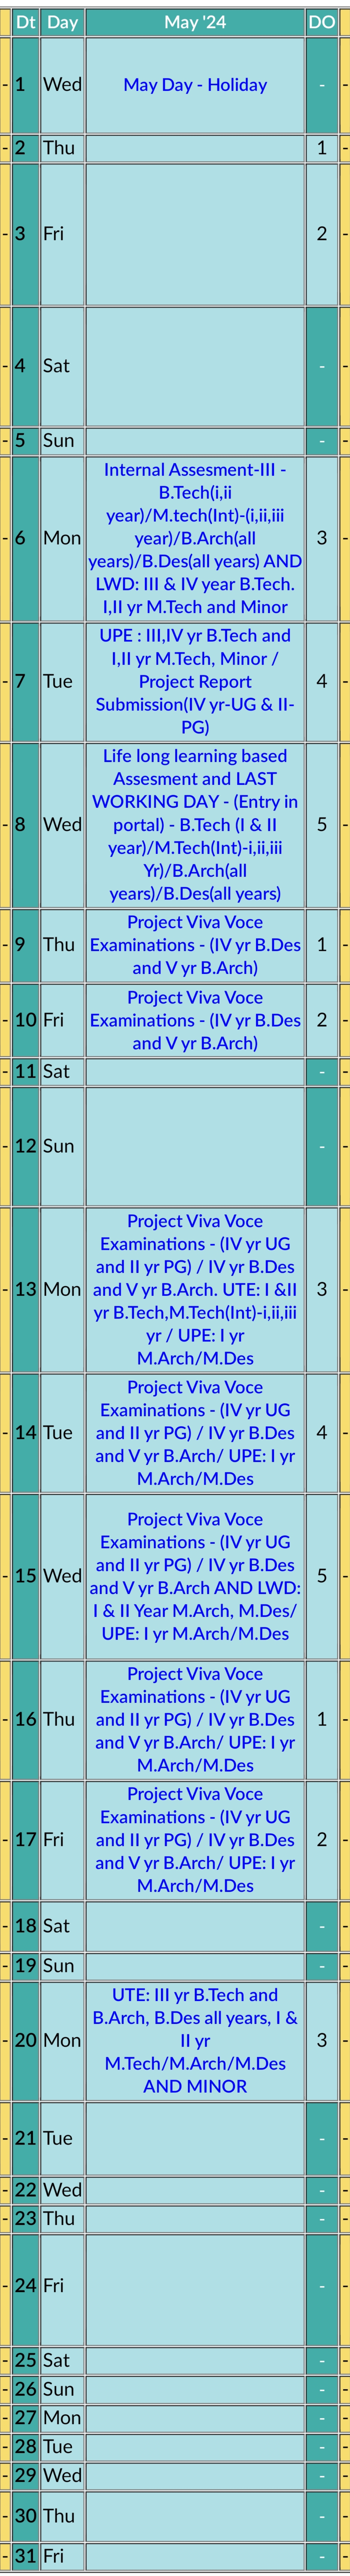 Dt Day May '24 DO
- 1 Wed May Day - Holiday - -
- 2 Thu 1 -
- 3 Fri 2 -
- 4 Sat - -
- 5 Sun - -
Internal Assesment-III -
B.Tech(i,ii
year)/M.tech(Int)-(i,ii,iii
year)/B.Arch(all
- 6 Mon years)/B.Des(all years) AND 3 -
LWD: III & IV year B.Tech.
I,II yr M.Tech and Minor
UPE : III,IV yr B.Tech and
I,II yr M.Tech, Minor /
- 7 Tue Project Report 4 -
Submission(IV yr-UG & II-
PG)
Life long learning based
Assesment and LAST
WORKING DAY - (Entry in
- 8 Wed portal) - B.Tech (I & II 5 -
year)/M.Tech(Int)-i,ii,iii
Yr)/B.Arch(all
years)/B.Des(all years)
Project Viva Voce
- 9 Thu Examinations - (IV yr B.Des 1 -
and V yr B.Arch)
Project Viva Voce
- 10 Fri Examinations - (IV yr B.Des 2 -
and V yr B.Arch)
- 11 Sat - -
- 12 Sun - -
Project Viva Voce
Examinations - (IV yr UG
and II yr PG) / IV yr B.Des
- 13 Mon and V yr B.Arch. UTE: I &II 3 -
yr B.Tech,M.Tech(Int)-i,ii,iii
yr / UPE: I yr
M.Arch/M.Des
Project Viva Voce
Examinations - (IV yr UG
- 14 Tue and II yr PG) / IV yr B.Des 4 -
and V yr B.Arch/ UPE: I yr
M.Arch/M.Des
Project Viva Voce
Examinations - (IV yr UG
and II yr PG) / IV yr B.Des
- 15 Wed and V yr B.Arch AND LWD: 5 -
I & II Year M.Arch, M.Des/
UPE: I yr M.Arch/M.Des
Project Viva Voce
Examinations - (IV yr UG
- 16 Thu and II yr PG) / IV yr B.Des 1 -
and V yr B.Arch/ UPE: I yr
M.Arch/M.Des
Project Viva Voce
Examinations - (IV yr UG
- 17 Fri and II yr PG) / IV yr B.Des 2 -
and V yr B.Arch/ UPE: I yr
M.Arch/M.Des
- 18 Sat - -
- 19 Sun - -
UTE: III yr B.Tech and
B.Arch, B.Des all years, I &
- 20 Mon II yr 3 -
M.Tech/M.Arch/M.Des
AND MINOR
- 21 Tue - -
- 22 Wed - -
- 23 Thu - -
- 24 Fri - -
- 25 Sat - -
- 26 Sun - -
- 27 Mon - -
- 28 Tue - -
- 29 Wed - -
- 30 Thu - -
- 31 Fri - -